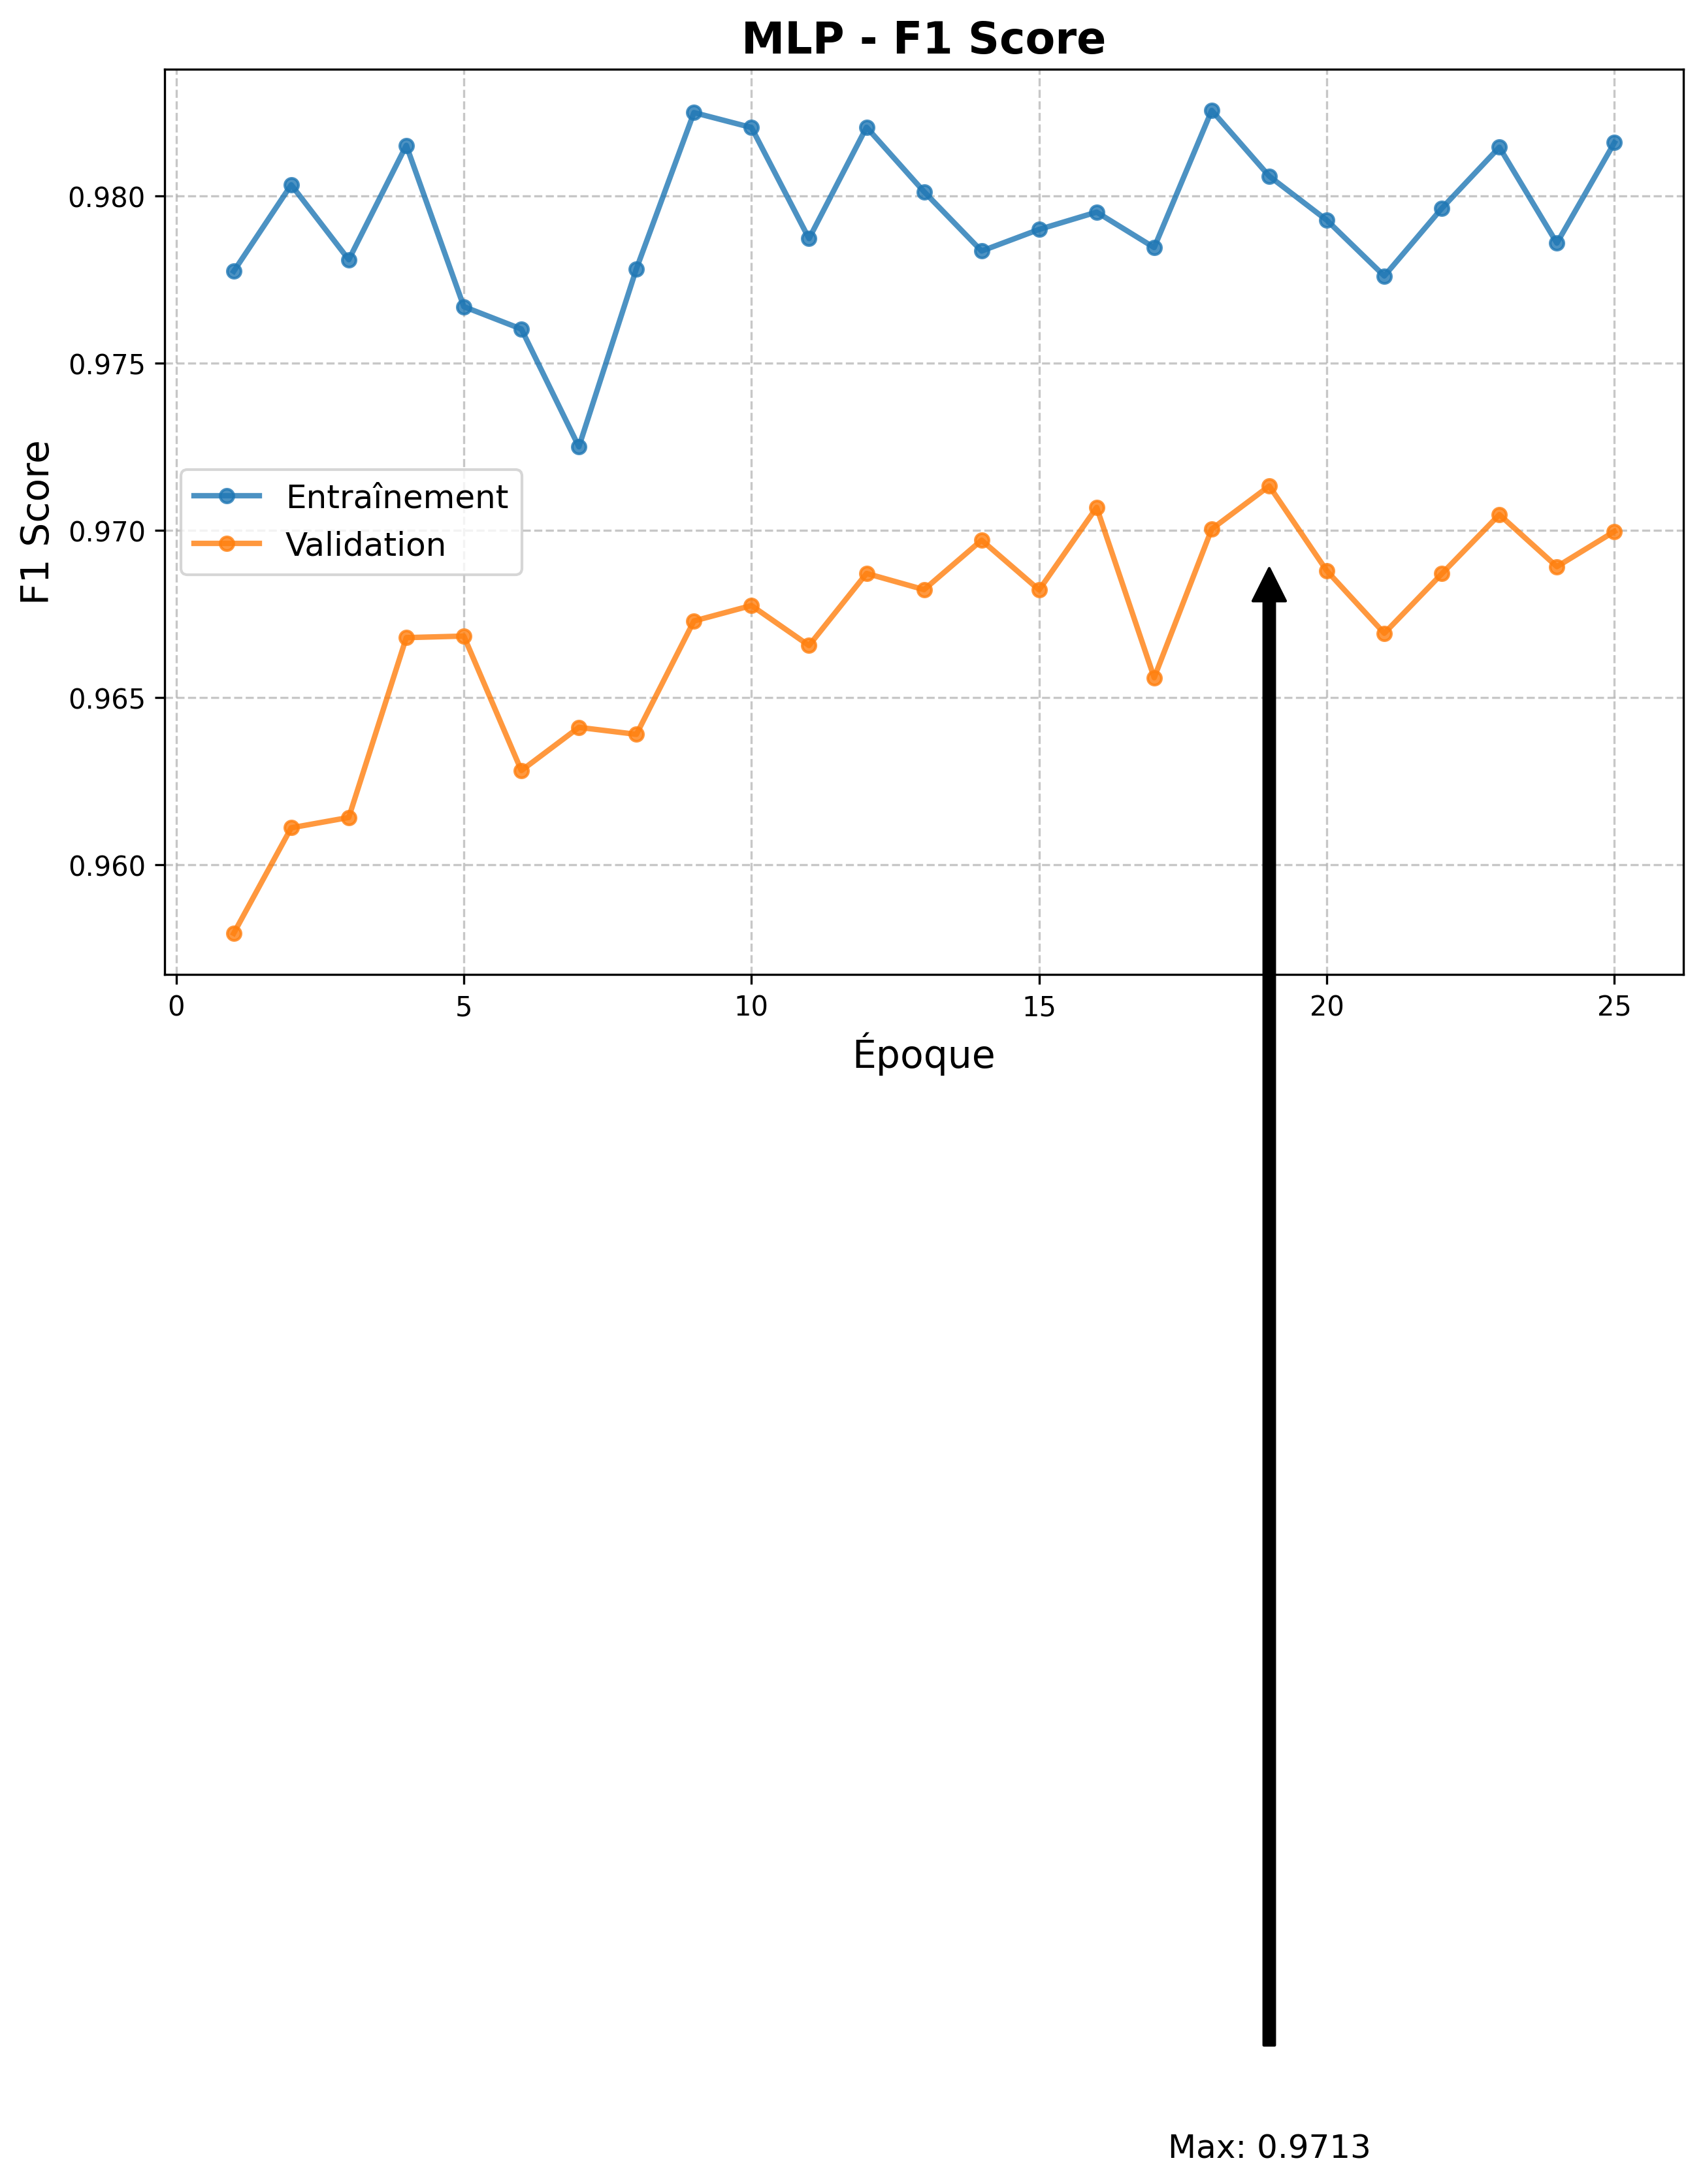 MLP - F1 Score
F1 Score
0.980
0.975
0.970
0.965
0.960
Entraînement
Validation
0 5 10 15 20 25
Époque
Max: 0.9713